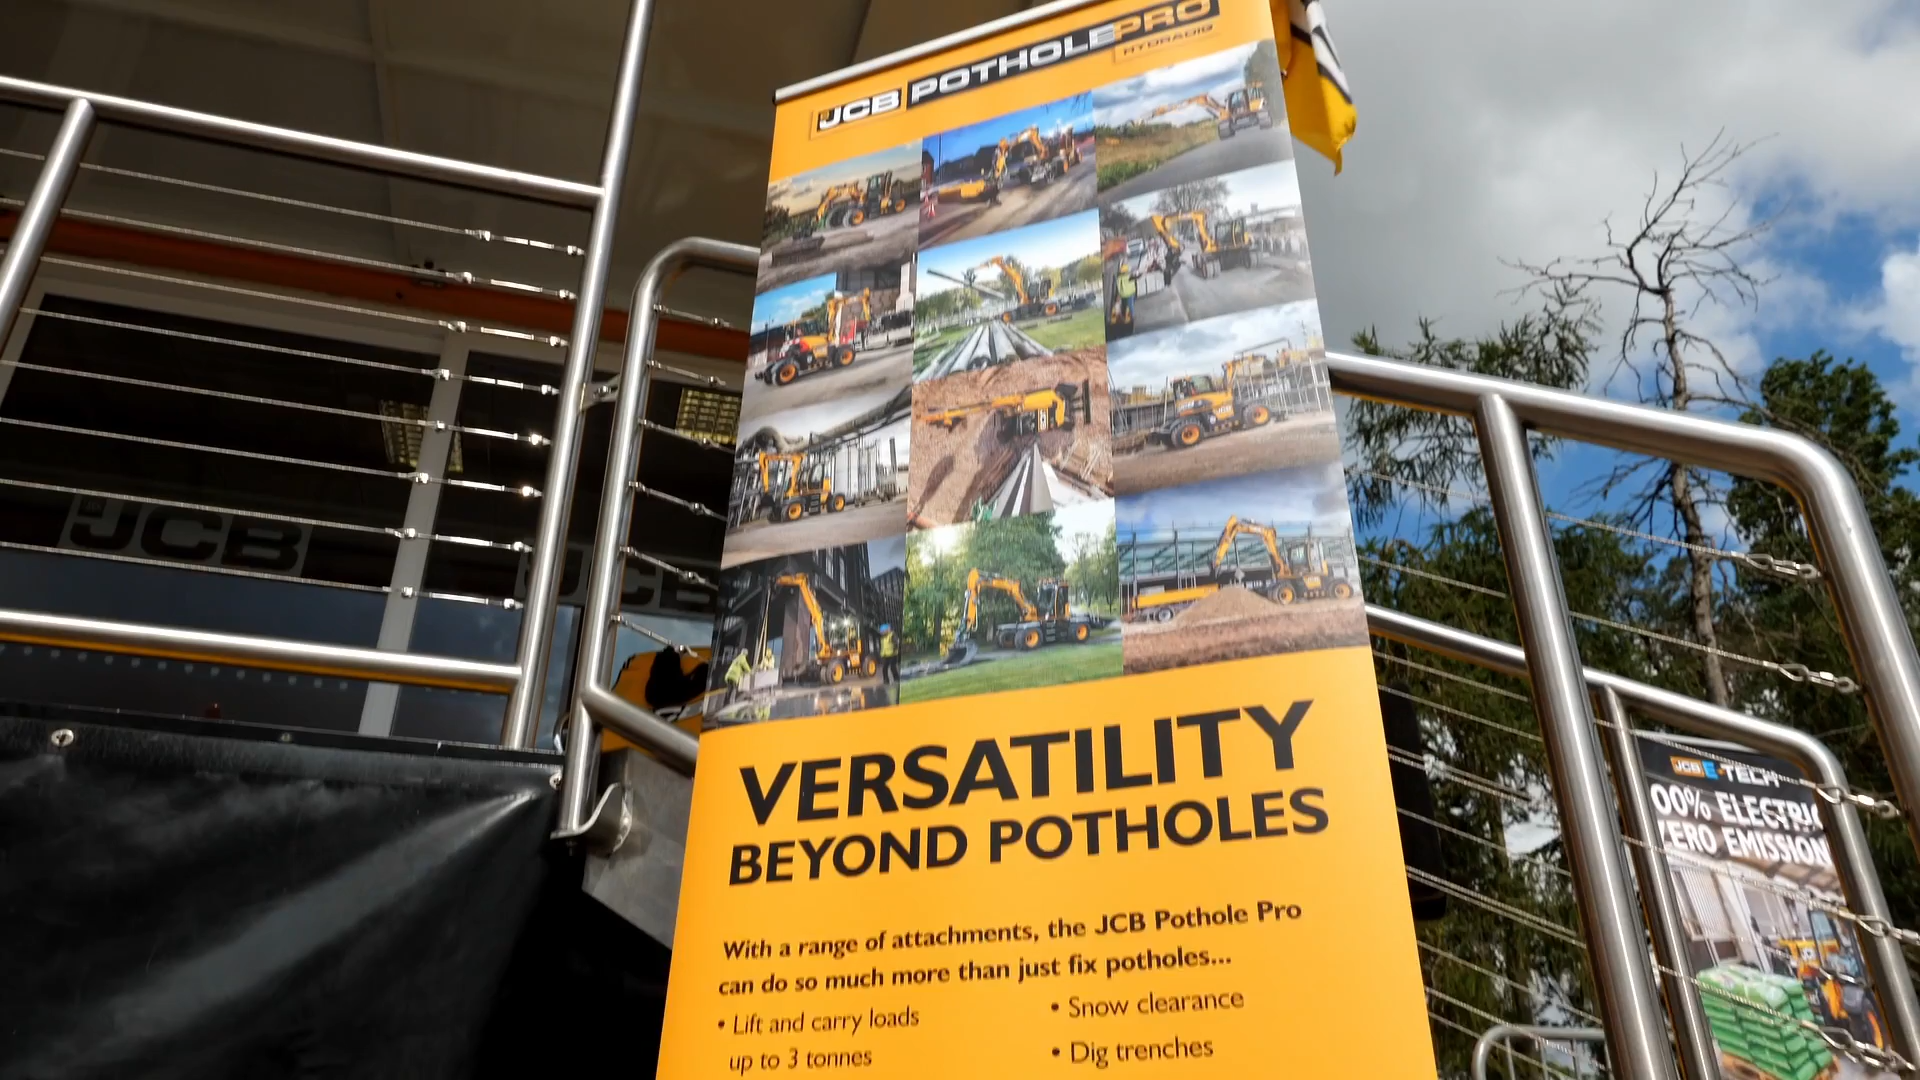 JCB POTHOLEPRO
HYDRADIG
VERSATILITY
BEYOND POTHOLES
With a range of attachments, the JCB Pothole Pro
can do so much more than just fix potholes...
• Lift and carry loads
up to 3 tonnes
• Snow clearance
• Dig trenches
JCB
JCB
JCB E-TECH
00% ELECTRIC
ZERO EMISSION